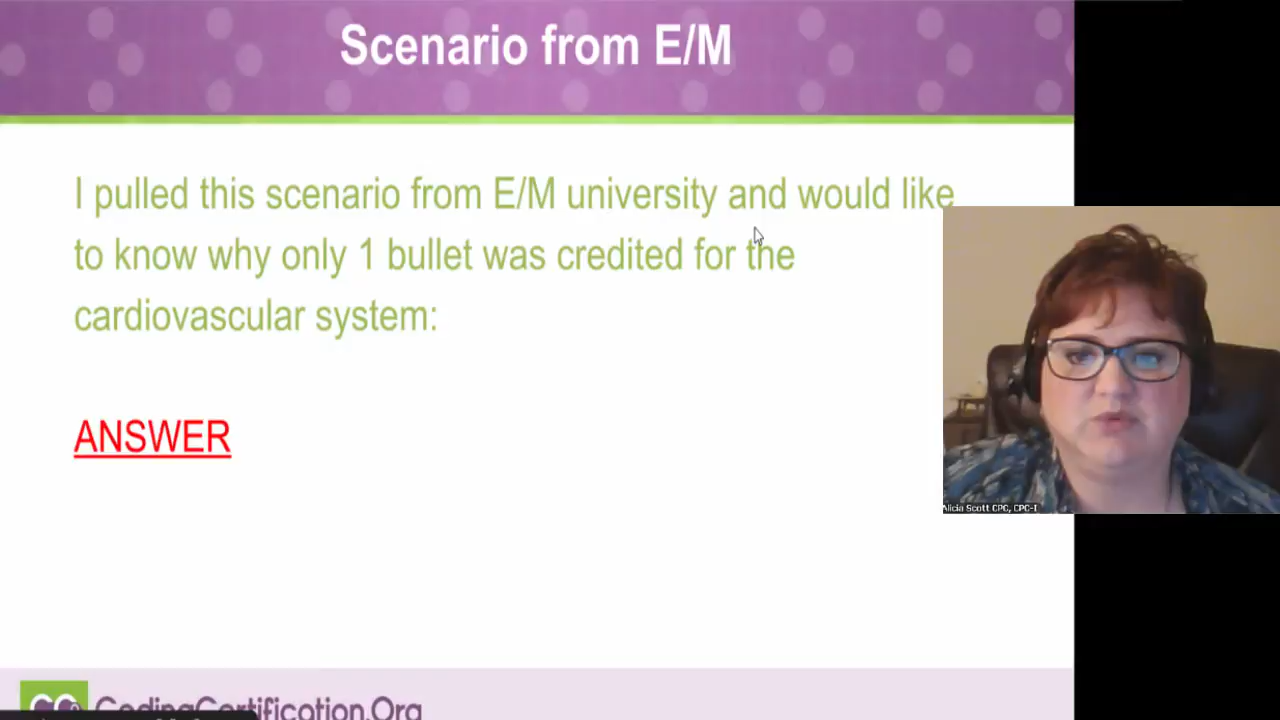 Scenario from E/M
I pulled this scenario from E/M university and would like
to know why only 1 bullet was credited for the
cardiovascular system:
ANSWER
Alicia Scott CPC, CPC-I
CodingCertification.Org